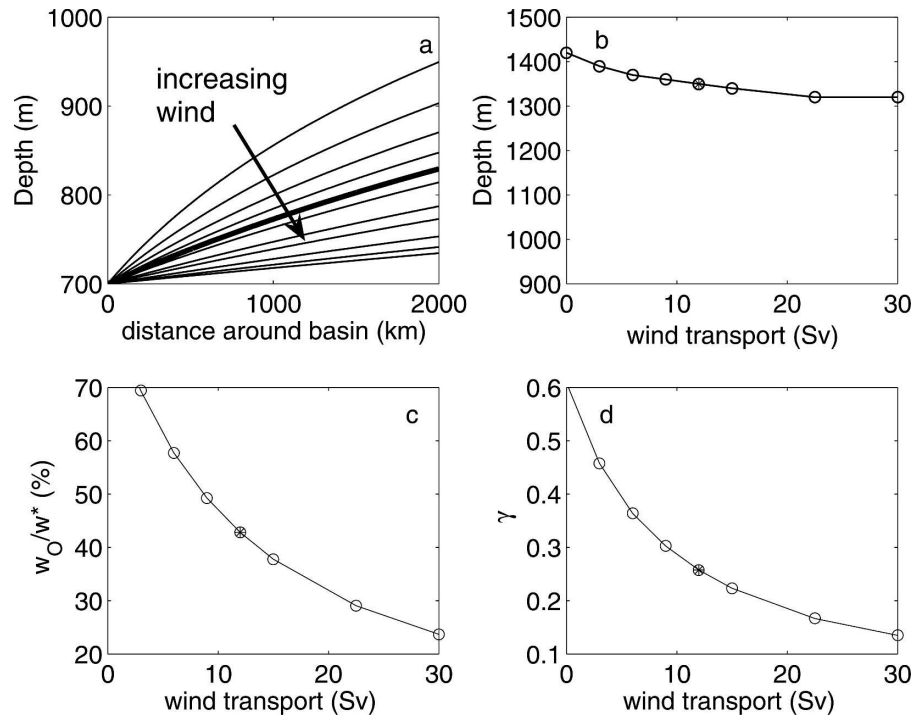 1000
900
800
700
Depth (m)
a
increasing
wind
0
1000
2000
distance around basin (km)
1500
1400
1300
1200
1100
1000
900
Depth (m)
b
0
10
20
30
wind transport (Sv)
70
60
50
40
30
20
w_O/w* (%)
c
0
10
20
30
wind transport (Sv)
0.6
0.5
0.4
0.3
0.2
0.1
γ
d
0
10
20
30
wind transport (Sv)